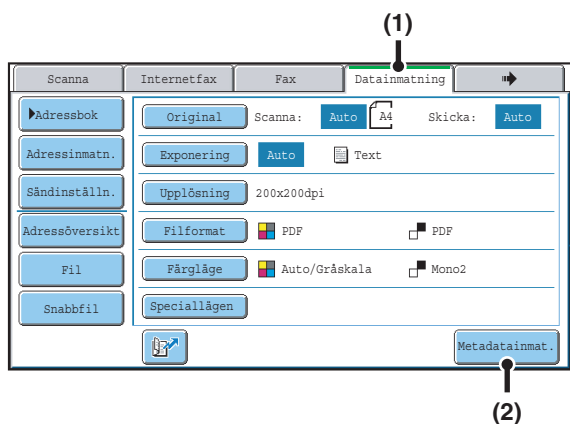 (1)
Scanna Internetfax Fax Datainmatning
Adressbok Original Scanna: Auto A4 Skicka: Auto
Adressinmatn. Exponering Auto Text
Sändinställn. Upplösning 200x200dpi
Adressöversikt Filformat PDF PDF
Fil Färgläge Auto/Gråskala Mono2
Snabbfil Speciallägen
Metadatainmat.
(2)